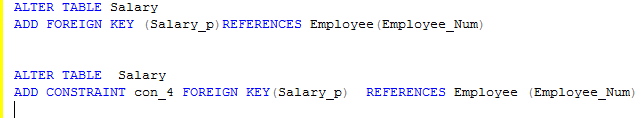 ALTER TABLE Salary
ADD FOREIGN KEY (Salary_p)REFERENCES Employee(Employee_Num)
ALTER TABLE  Salary
ADD CONSTRAINT con_4 FOREIGN KEY(Salary_p)  REFERENCES Employee (Employee_Num)